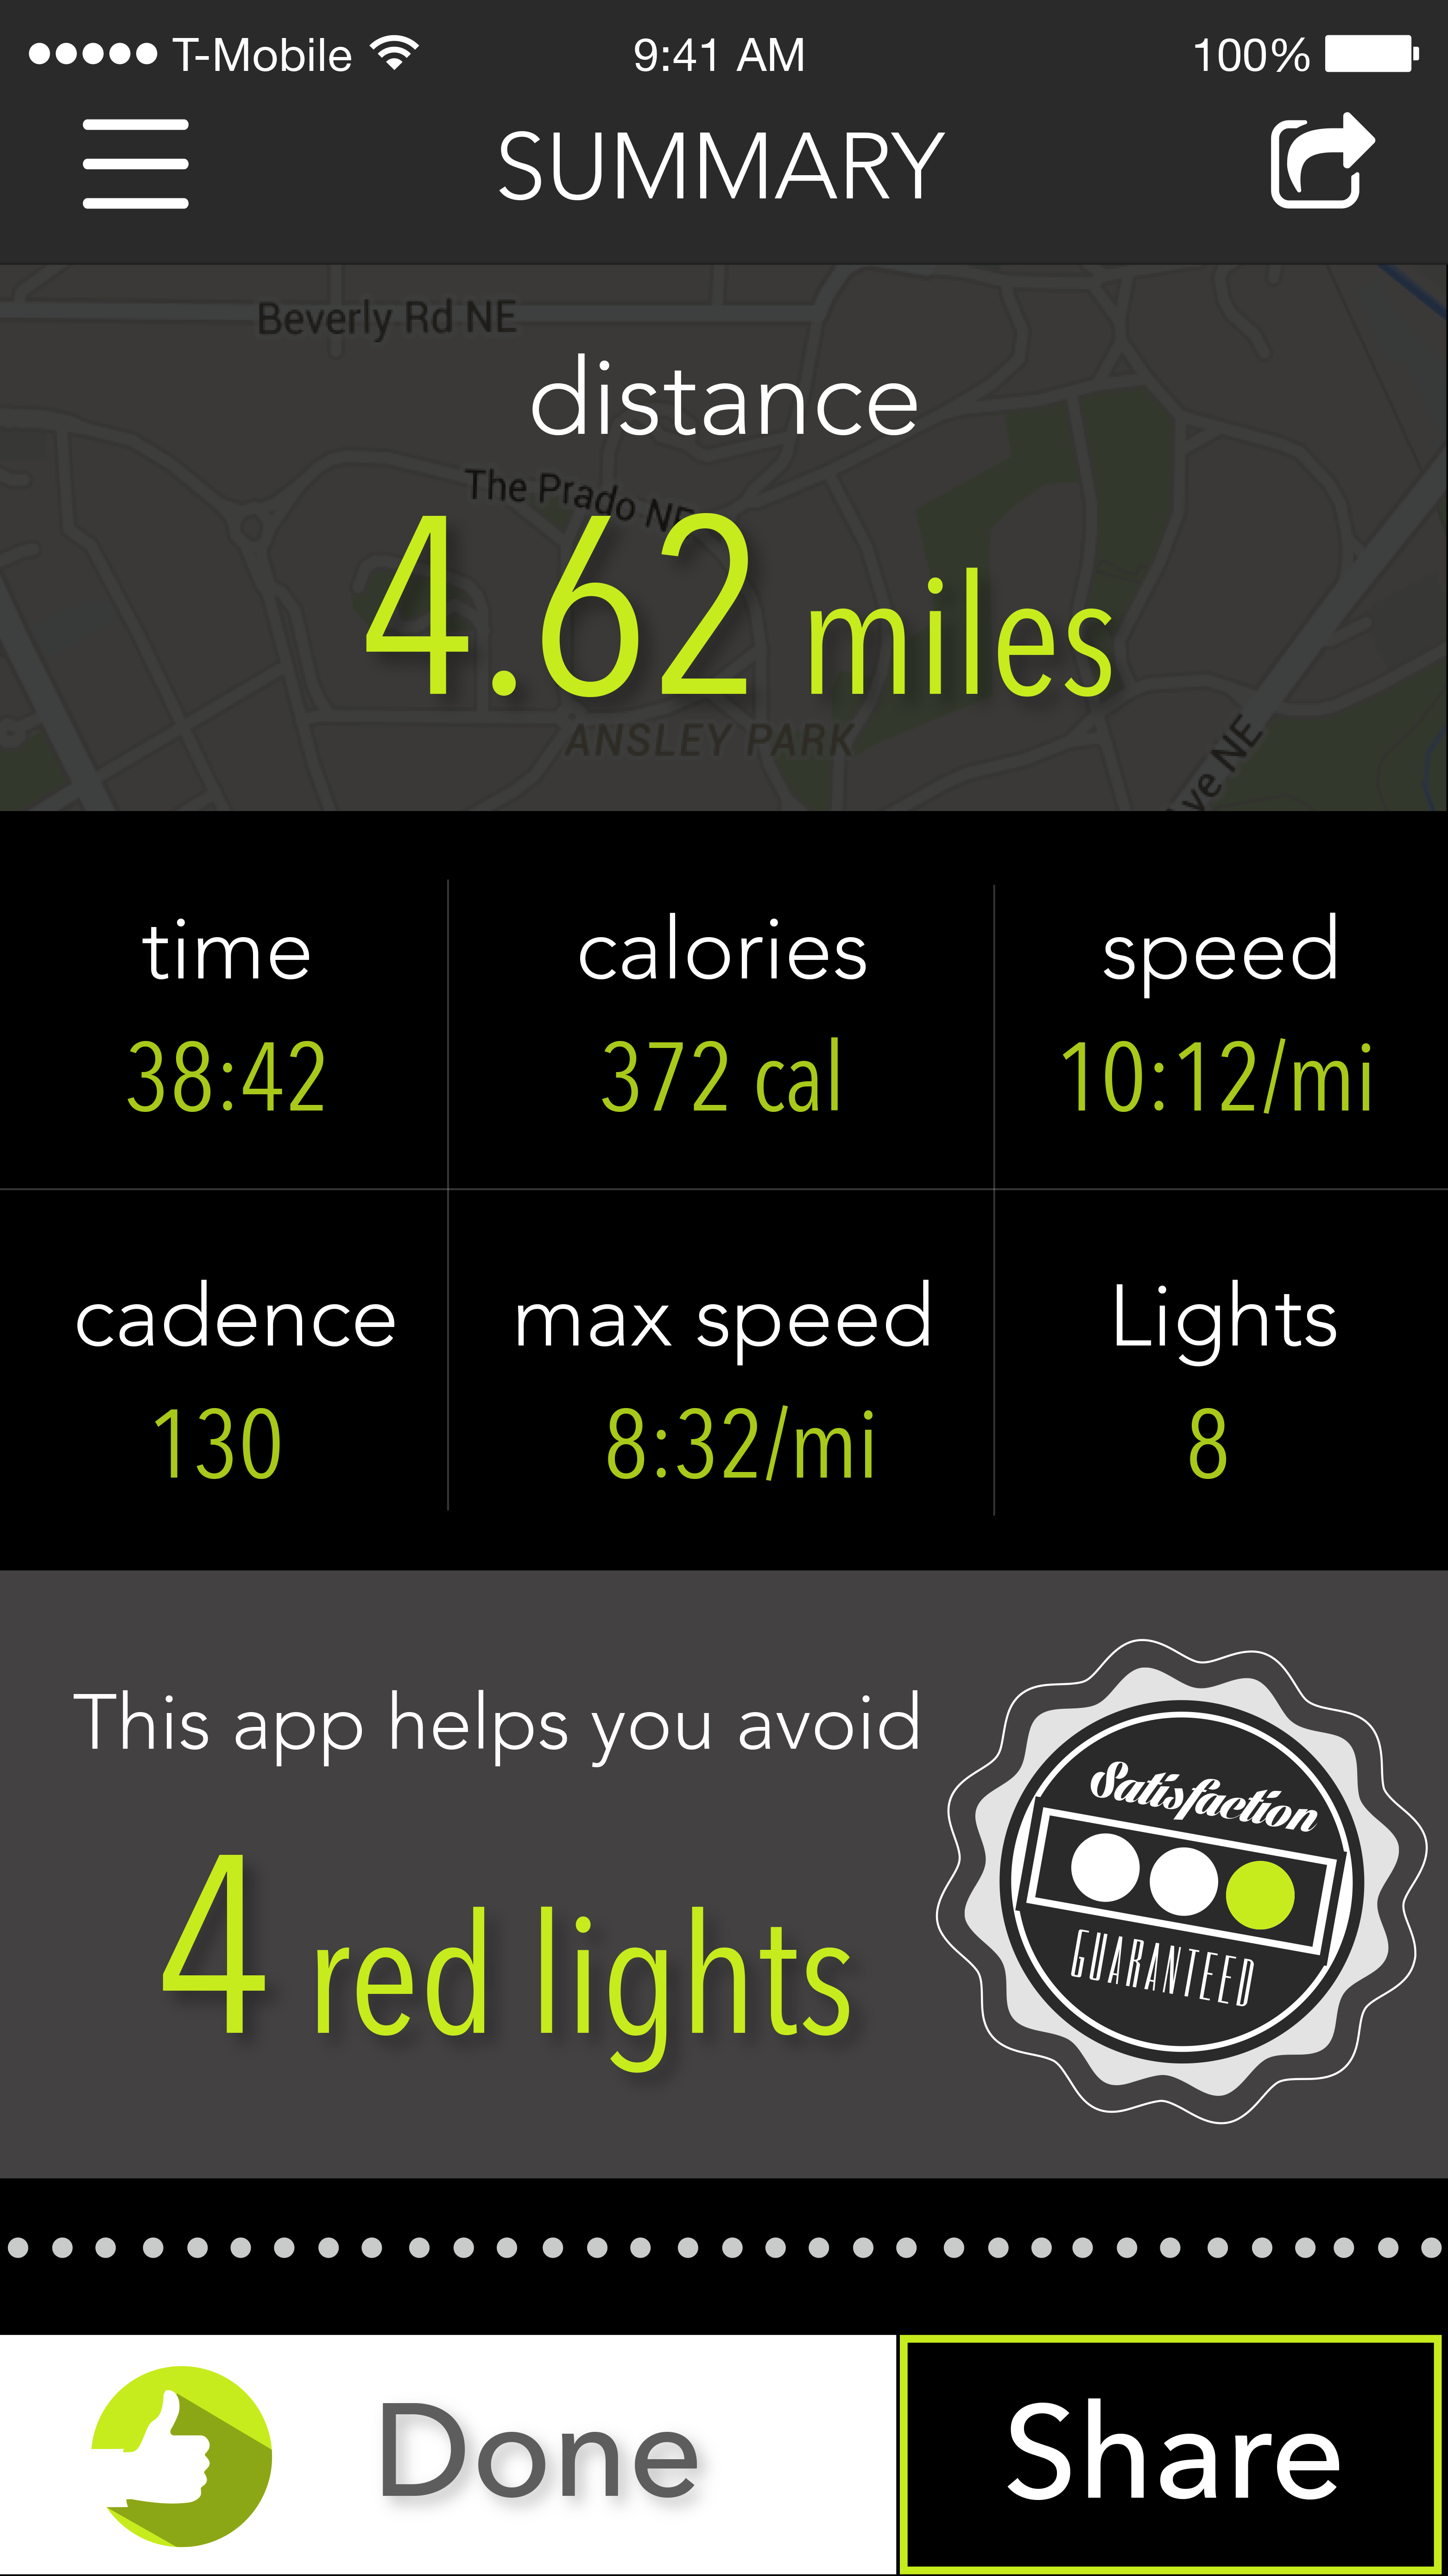 T-Mobile 9:41 AM 100%
SUMMARY
Beverly Rd NE
distance
The Prado NE
4.62 miles
ANSLEY PARK
Ave NE
time calories speed
38:42 372 cal 10:12/mi
cadence max speed Lights
130 8:32/mi 8
This app helps you avoid
4 red lights
Satisfaction
GUARANTEED
Done Share